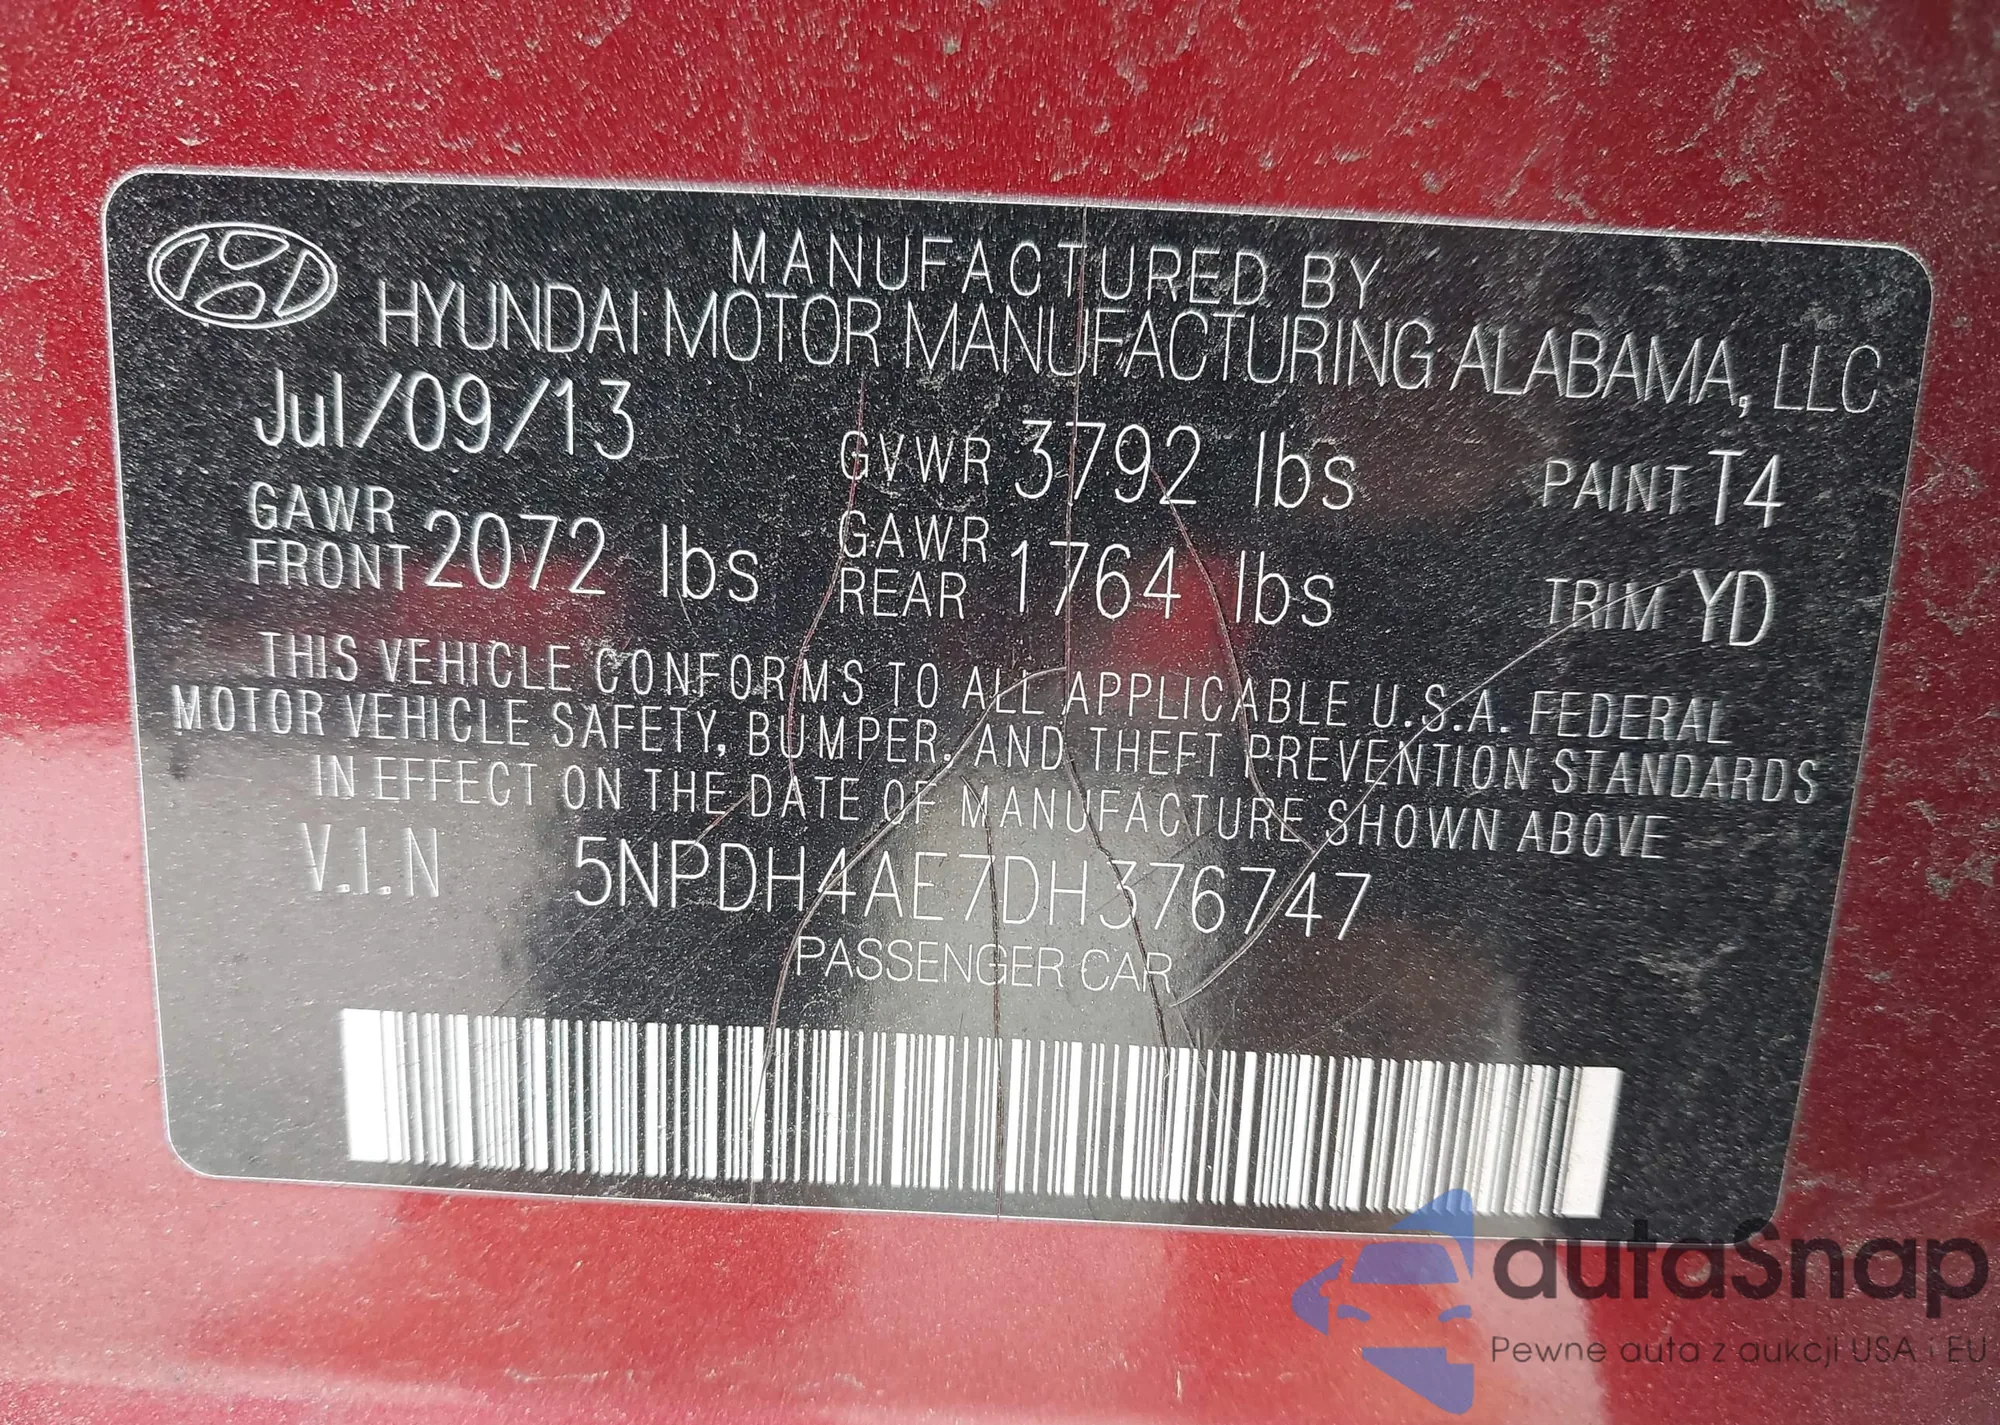 MANUFACTURED BY
HYUNDAI MOTOR MANUFACTURING ALABAMA, LLC
Jul/09/13 GVWR 3792 lbs PAINT T4
GAWR FRONT 2072 lbs GAWR REAR 1764 lbs TRIM YD
THIS VEHICLE CONFORMS TO ALL APPLICABLE U.S.A. FEDERAL
MOTOR VEHICLE SAFETY, BUMPER, AND THEFT PREVENTION STANDARDS
IN EFFECT ON THE DATE OF MANUFACTURE SHOWN ABOVE
V.I.N 5NPDH4AE7DH376747
PASSENGER CAR
autaSnap
Pewne auta z aukcji USA i EU